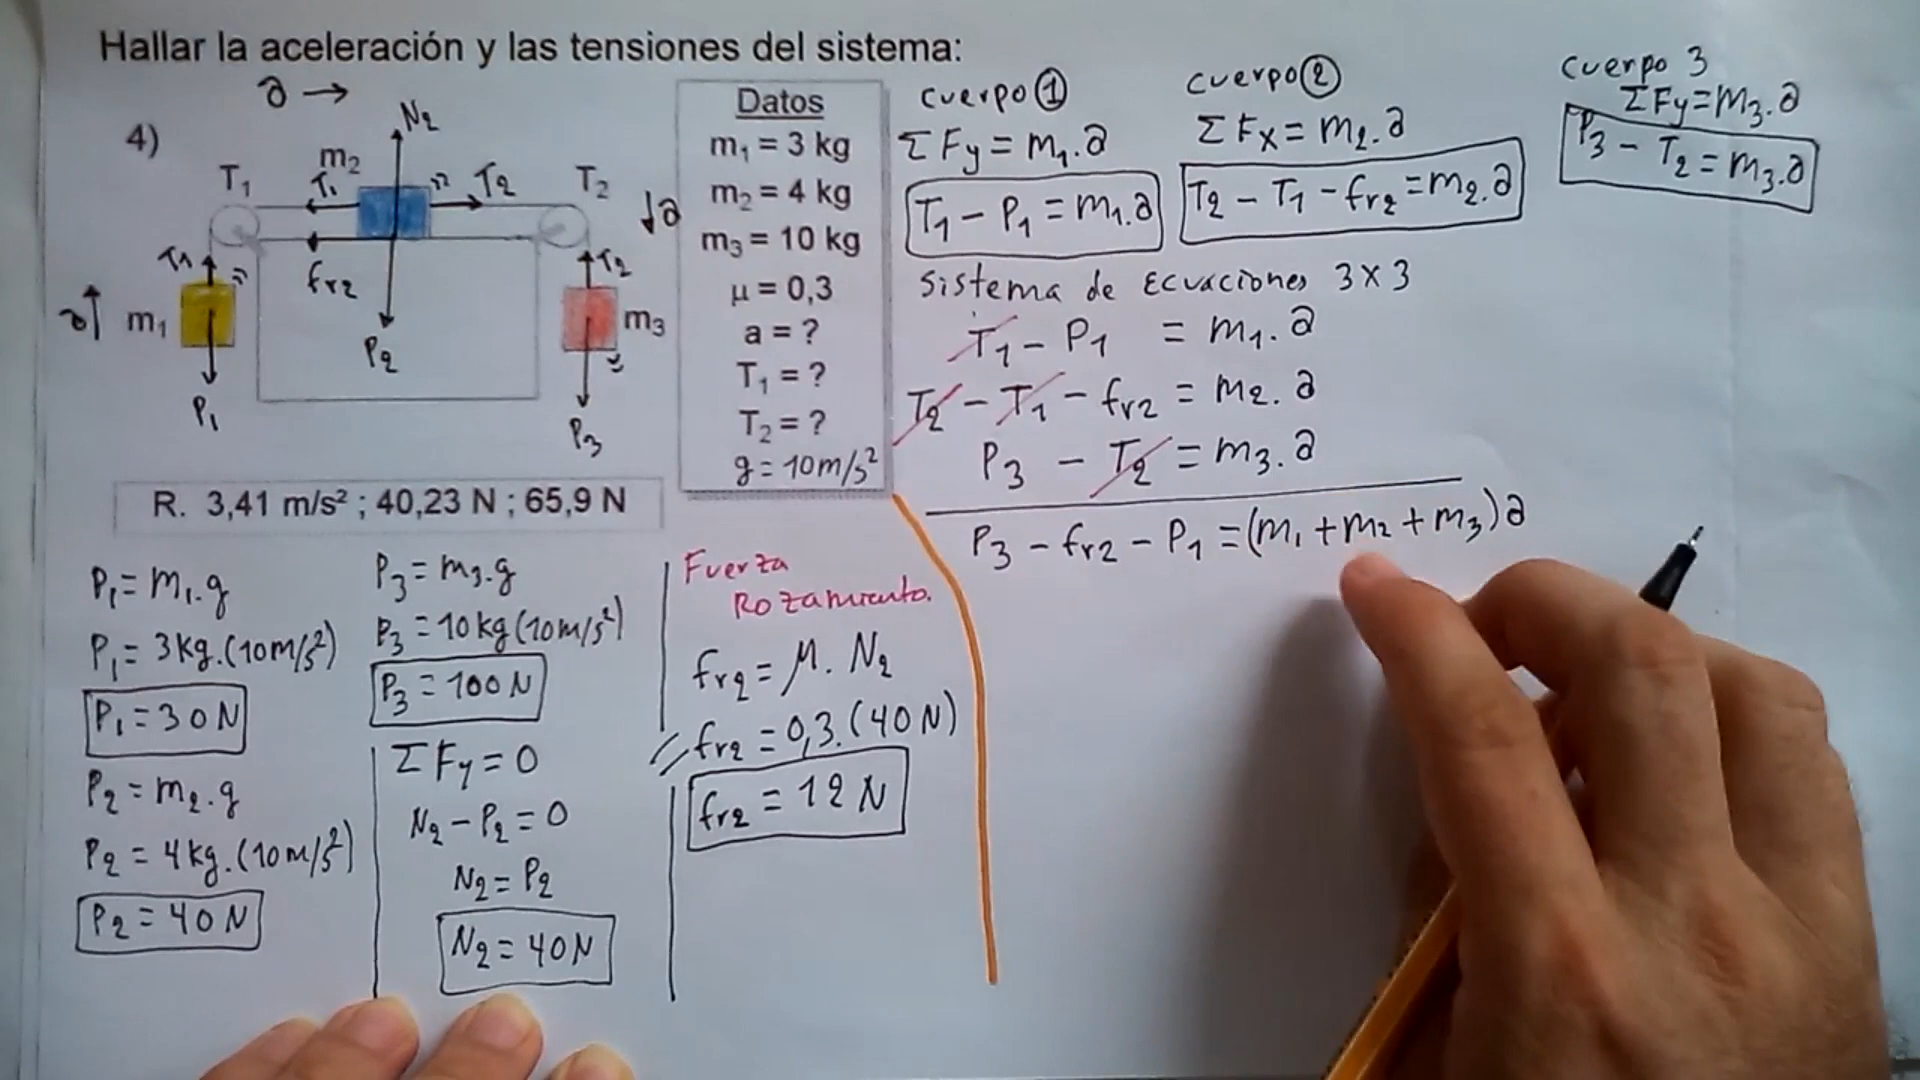 Hallar la aceleración y las tensiones del sistema:
a →
4)
N2
m2
T1
T1
T2
T2
a
T1
fr2
T2
a
m1
m3
P2
P1
P3
Datos
m1 = 3 kg
m2 = 4 kg
m3 = 10 kg
μ = 0,3
a = ?
T1 = ?
T2 = ?
g = 10 m/s²
R. 3,41 m/s² ; 40,23 N ; 65,9 N
P1 = m1.g
P1 = 3kg.(10m/s²)
P1 = 30N
P2 = m2.g
P2 = 4kg.(10m/s²)
P2 = 40N
P3 = m3.g
P3 = 10kg(10m/s²)
P3 = 100N
ΣFy = 0
N2 - P2 = 0
N2 = P2
N2 = 40N
Fuerza
Rozamiento.
fr2 = μ. N2
fr2 = 0,3.(40N)
fr2 = 12N
cuerpo 1
ΣFy = m1.a
T1 - P1 = m1.a
cuerpo 2
ΣFx = m2.a
T2 - T1 - fr2 = m2.a
cuerpo 3
ΣFy = m3.a
P3 - T2 = m3.a
Sistema de Ecuaciones 3x3
T1 - P1 = m1.a
T2 - T1 - fr2 = m2.a
P3 - T2 = m3.a
P3 - fr2 - P1 = (m1 + m2 + m3)a